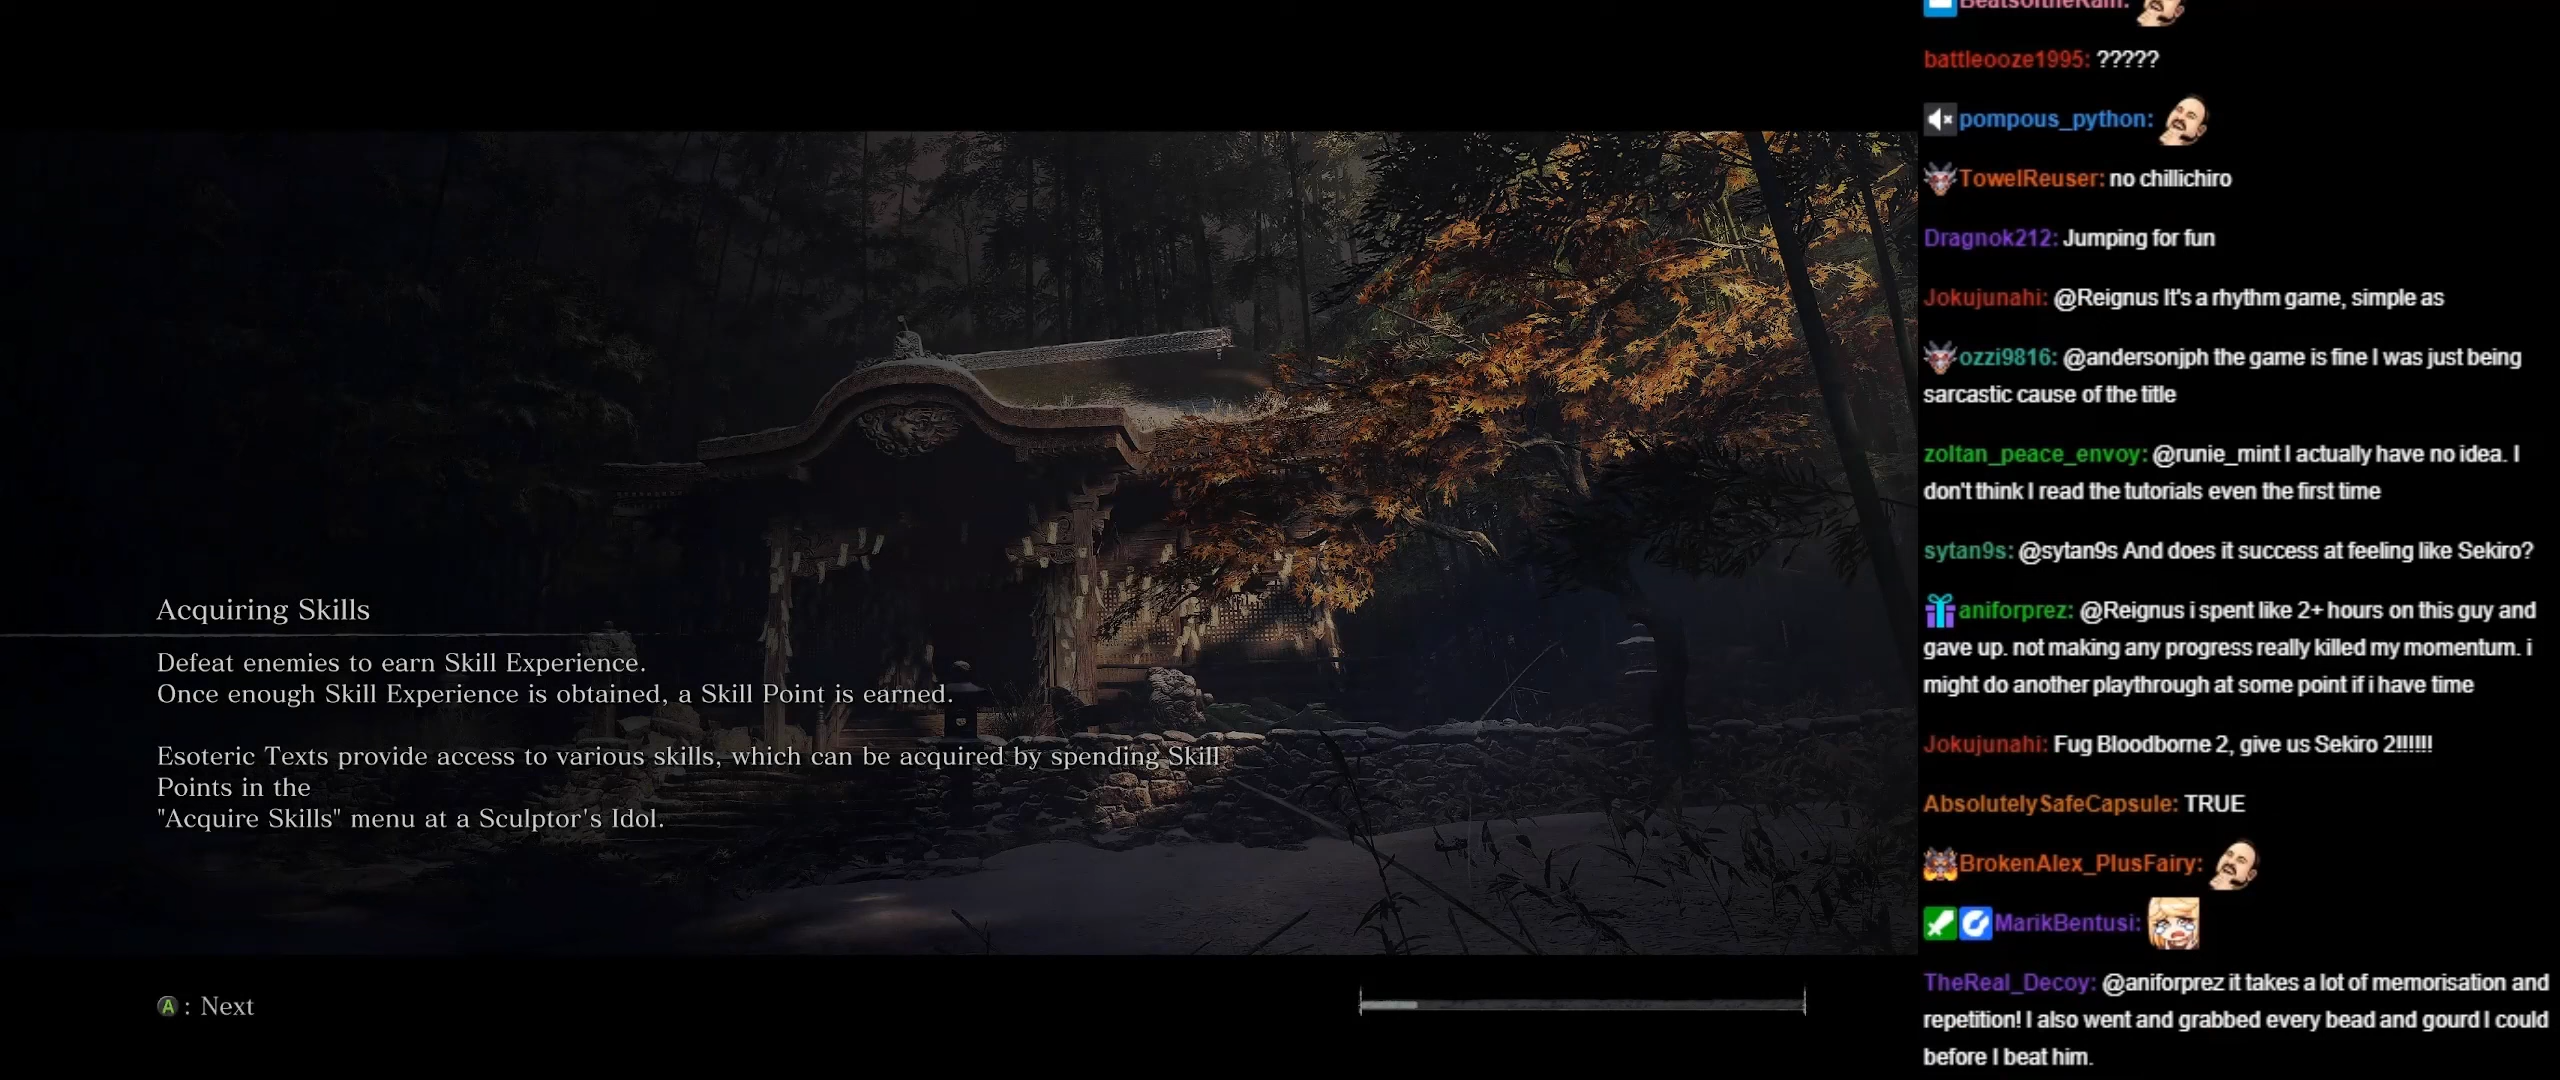 Acquiring Skills
Defeat enemies to earn Skill Experience.
Once enough Skill Experience is obtained, a Skill Point is earned.
Esoteric Texts provide access to various skills, which can be acquired by spending Skill
Points in the
"Acquire Skills" menu at a Sculptor's Idol.
A : Next
BeatsoftheRain:
battleooze1995: ?????
pompous_python:
TowelReuser: no chillichiro
Dragnok212: Jumping for fun
Jokujunahi: @Reignus It's a rhythm game, simple as
ozzi9816: @andersonjph the game is fine I was just being
sarcastic cause of the title
zoltan_peace_envoy: @runie_mint I actually have no idea. I
don't think I read the tutorials even the first time
sytan9s: @sytan9s And does it success at feeling like Sekiro?
aniforprez: @Reignus i spent like 2+ hours on this guy and
gave up. not making any progress really killed my momentum. i
might do another playthrough at some point if i have time
Jokujunahi: Fug Bloodborne 2, give us Sekiro 2!!!!!!
AbsolutelySafeCapsule: TRUE
BrokenAlex_PlusFairy:
MarikBentusi:
TheReal_Decoy: @aniforprez it takes a lot of memorisation and
repetition! I also went and grabbed every bead and gourd I could
before I beat him.